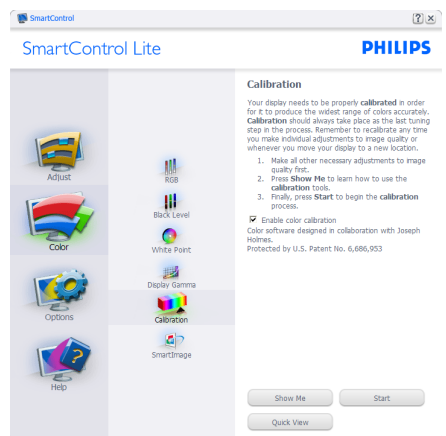 SmartControl
SmartControl Lite
PHILIPS
Adjust
Color
Options
Help
RGB
Black Level
White Point
Display Gamma
Calibration
SmartImage
Calibration
Your display needs to be properly calibrated in order
for it to produce the widest range of colors accurately.
Calibration should always take place as the last tuning
step in the process. Remember to recalibrate any time
you make individual adjustments to image quality or
whenever you move your display to a new location.
1. Make all other necessary adjustments to image
quality first.
2. Press Show Me to learn how to use the
calibration tools.
3. Finally, press Start to begin the calibration
process.
Enable color calibration
Color software designed in collaboration with Joseph
Holmes.
Protected by U.S. Patent No. 6,686,953
Show Me
Start
Quick View